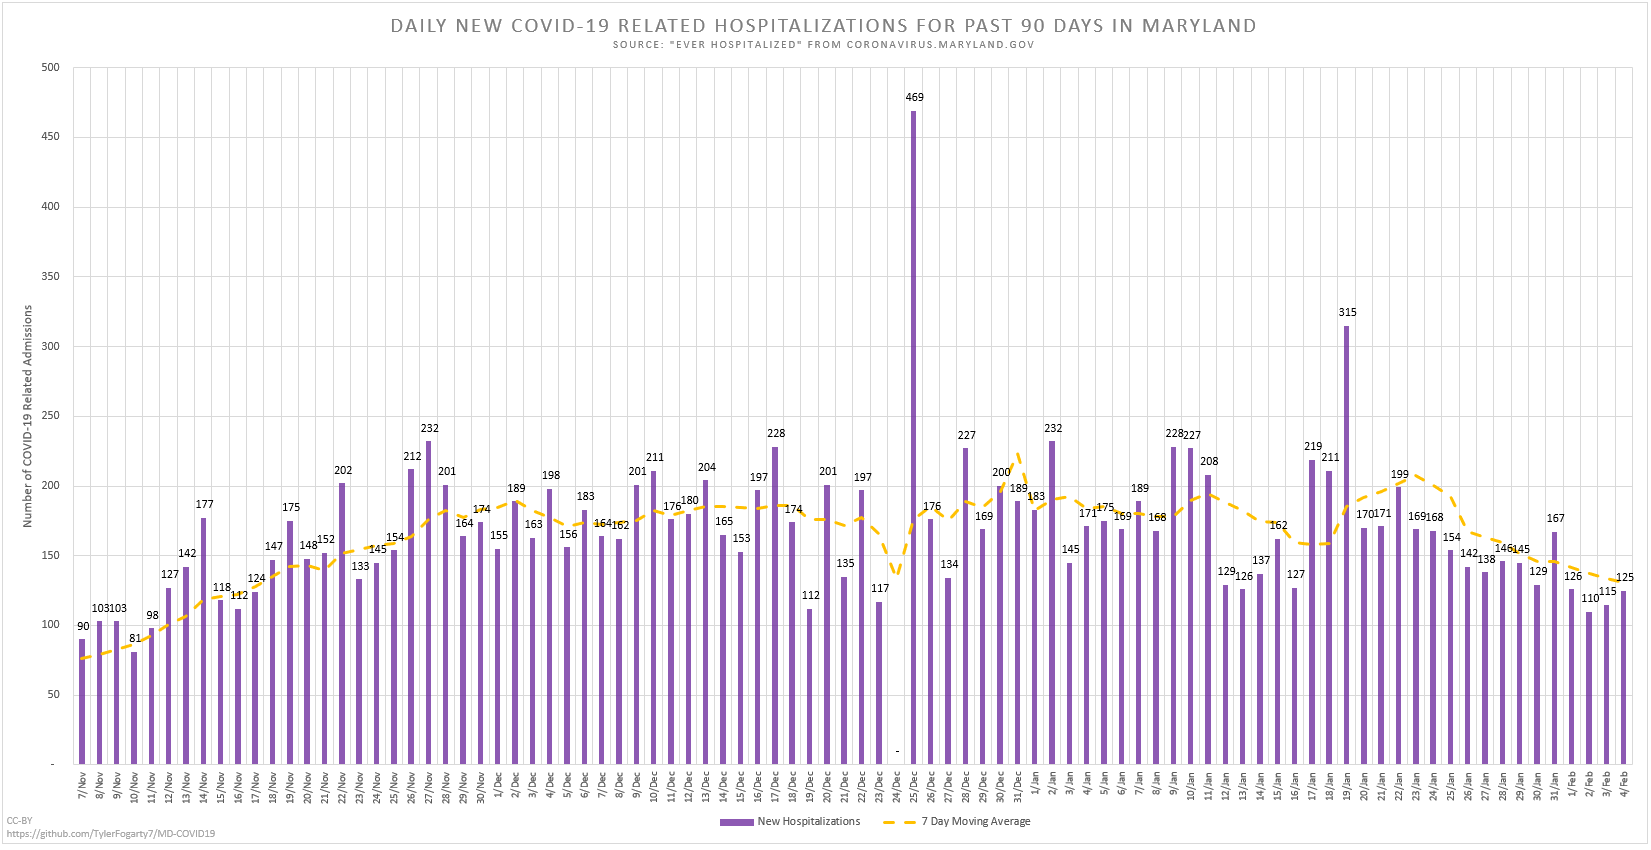 DAILY NEW COVID-19 RELATED HOSPITALIZATIONS FOR PAST 90 DAYS IN MARYLAND
SOURCE: "EVER HOSPITALIZED" FROM CORONAVIRUS.MARYLAND.GOV
Number of COVID-19 Related Admissions
500
450
400
350
300
250
200
150
100
50
-
90 103 103 81 98 127 142 177 118 112 124 147 175 148 152 202 133 145 154 212 232 201 164 174 155 189 163 198 156 183 164 162 201 211 176 180 204 165 153 197 228 174 112 201 135 197 117 - 469 176 134 227 169 200 189 183 232 145 171 175 169 189 168 228 227 208 129 126 137 162 127 219 211 315 170 171 199 169 168 154 142 138 146 145 129 167 126 110 115 125
7/Nov 8/Nov 9/Nov 10/Nov 11/Nov 12/Nov 13/Nov 14/Nov 15/Nov 16/Nov 17/Nov 18/Nov 19/Nov 20/Nov 21/Nov 22/Nov 23/Nov 24/Nov 25/Nov 26/Nov 27/Nov 28/Nov 29/Nov 30/Nov 1/Dec 2/Dec 3/Dec 4/Dec 5/Dec 6/Dec 7/Dec 8/Dec 9/Dec 10/Dec 11/Dec 12/Dec 13/Dec 14/Dec 15/Dec 16/Dec 17/Dec 18/Dec 19/Dec 20/Dec 21/Dec 22/Dec 23/Dec 24/Dec 25/Dec 26/Dec 27/Dec 28/Dec 29/Dec 30/Dec 31/Dec 1/Jan 2/Jan 3/Jan 4/Jan 5/Jan 6/Jan 7/Jan 8/Jan 9/Jan 10/Jan 11/Jan 12/Jan 13/Jan 14/Jan 15/Jan 16/Jan 17/Jan 18/Jan 19/Jan 20/Jan 21/Jan 22/Jan 23/Jan 24/Jan 25/Jan 26/Jan 27/Jan 28/Jan 29/Jan 30/Jan 31/Jan 1/Feb 2/Feb 3/Feb 4/Feb
New Hospitalizations 7 Day Moving Average
CC-BY
https://github.com/TylerFogarty7/MD-COVID19